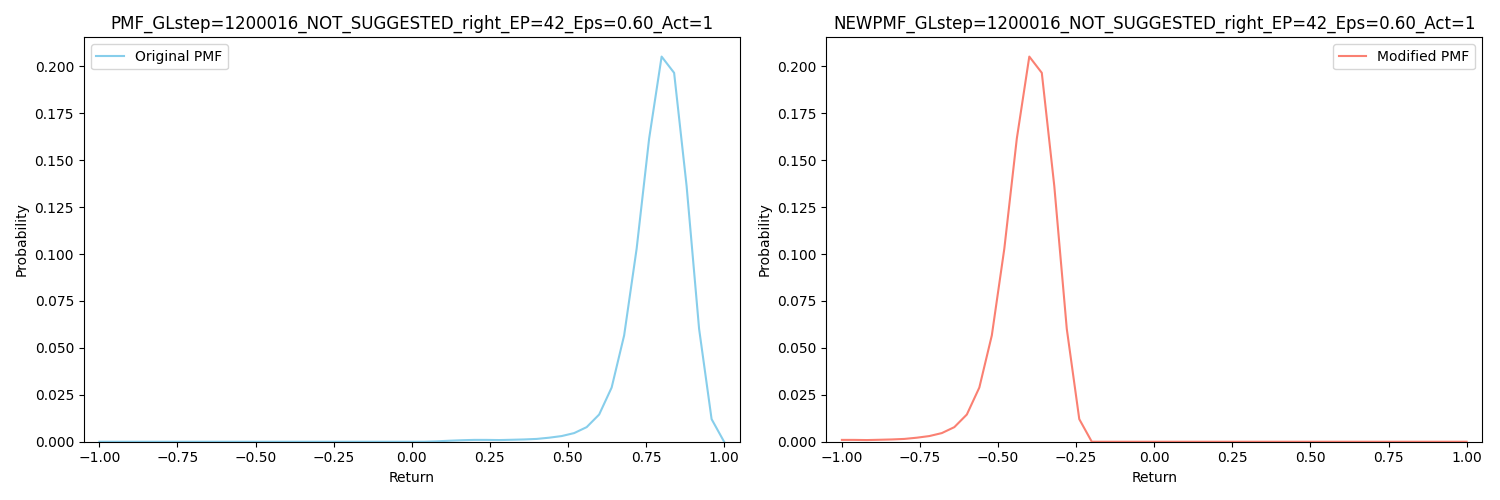 PMF_GLstep=1200016_NOT_SUGGESTED_right_EP=42_Eps=0.60_Act=1
Original PMF
0.200
0.175
0.150
0.125
0.100
0.075
0.050
0.025
0.000
Probability
−1.00 −0.75 −0.50 −0.25 0.00 0.25 0.50 0.75 1.00
Return
NEWPMF_GLstep=1200016_NOT_SUGGESTED_right_EP=42_Eps=0.60_Act=1
Modified PMF
0.200
0.175
0.150
0.125
0.100
0.075
0.050
0.025
0.000
Probability
−1.00 −0.75 −0.50 −0.25 0.00 0.25 0.50 0.75 1.00
Return